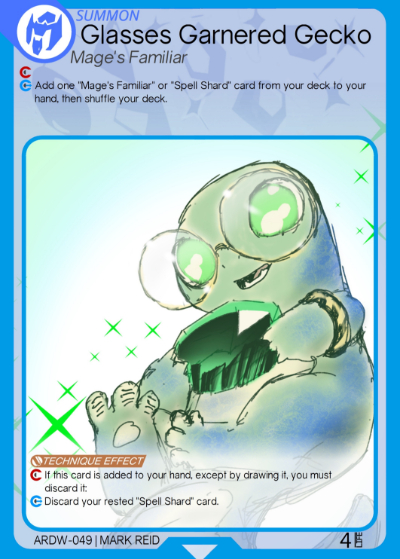 SUMMON
Glasses Garnered Gecko
Mage's Familiar
C
C Add one "Mage's Familiar" or "Spell Shard" card from your deck to your
hand, then shuffle your deck.
TECHNIQUE EFFECT
C If this card is added to your hand, except by drawing it, you must
discard it:
C Discard your rested "Spell Shard" card.
ARDW-049 | MARK REID
4 LIFE